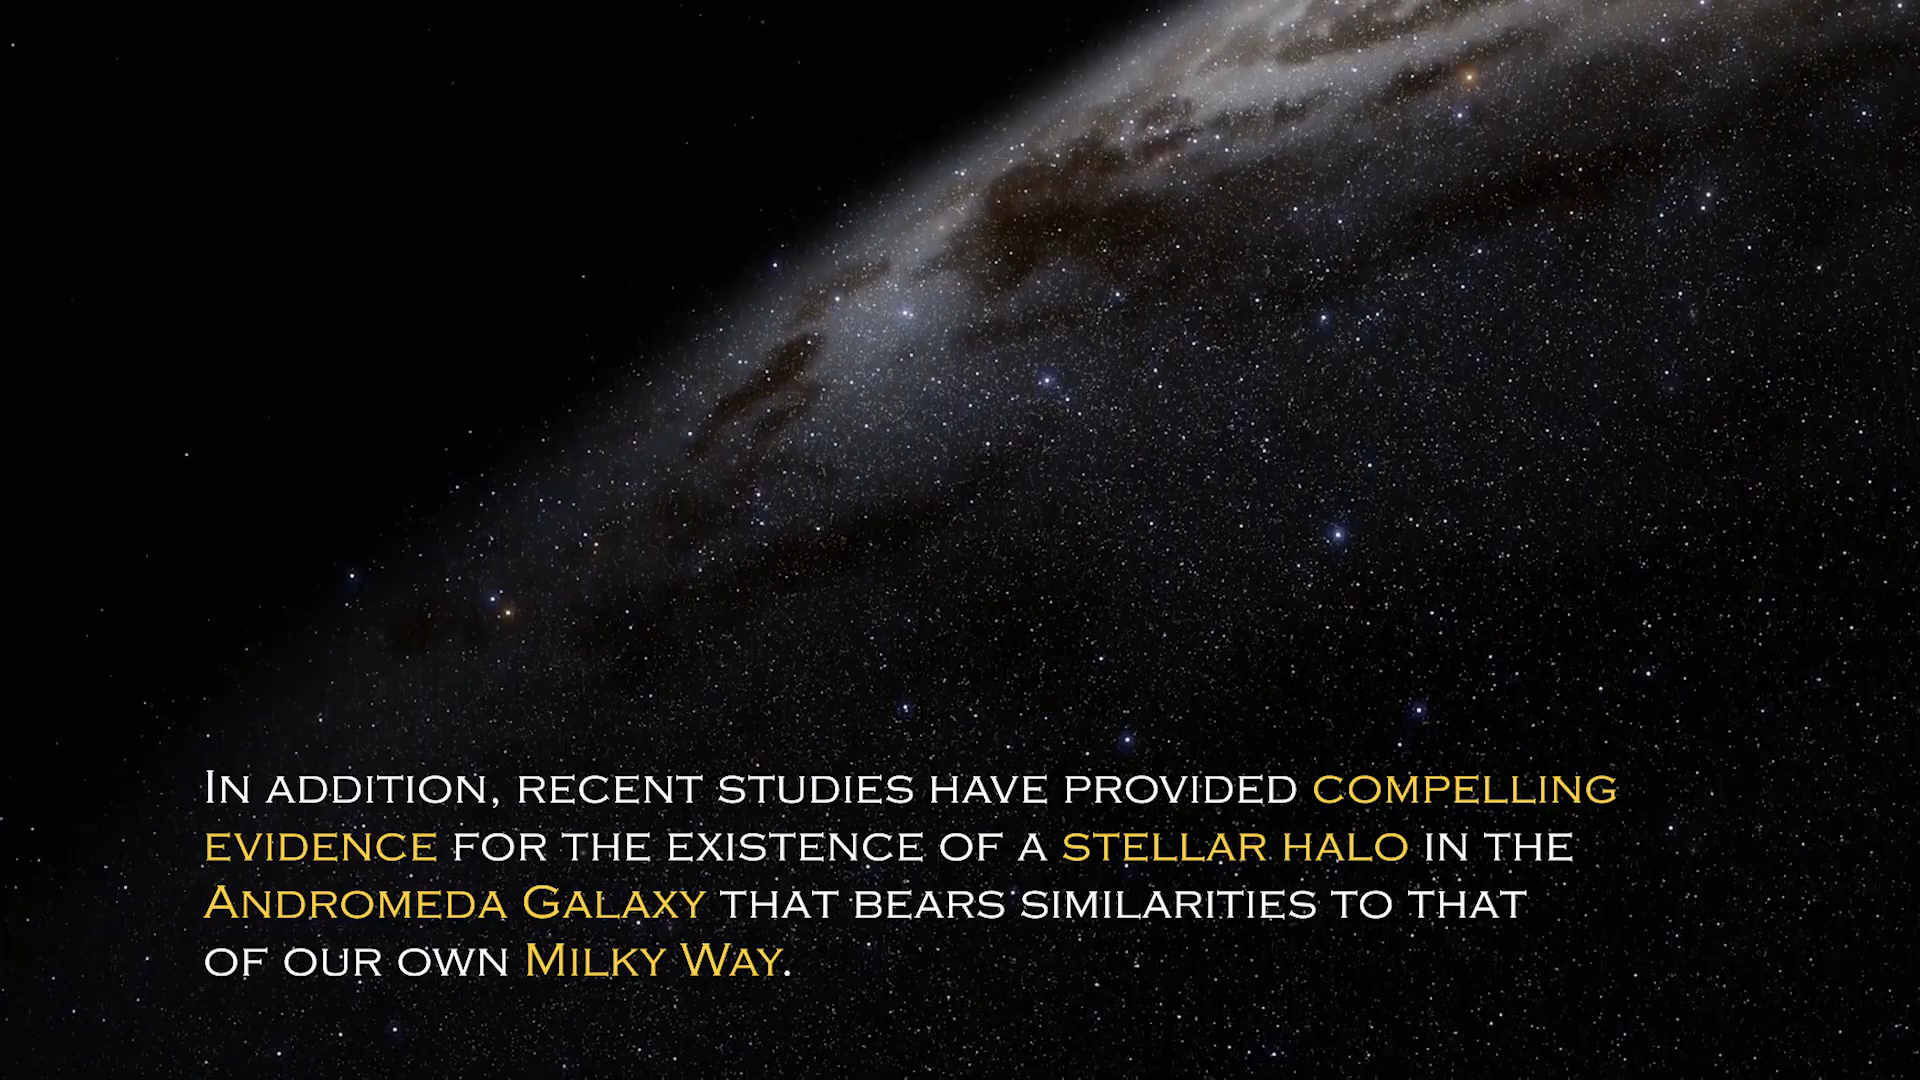 In addition, recent studies have provided compelling
evidence for the existence of a stellar halo in the
Andromeda Galaxy that bears similarities to that
of our own Milky Way.